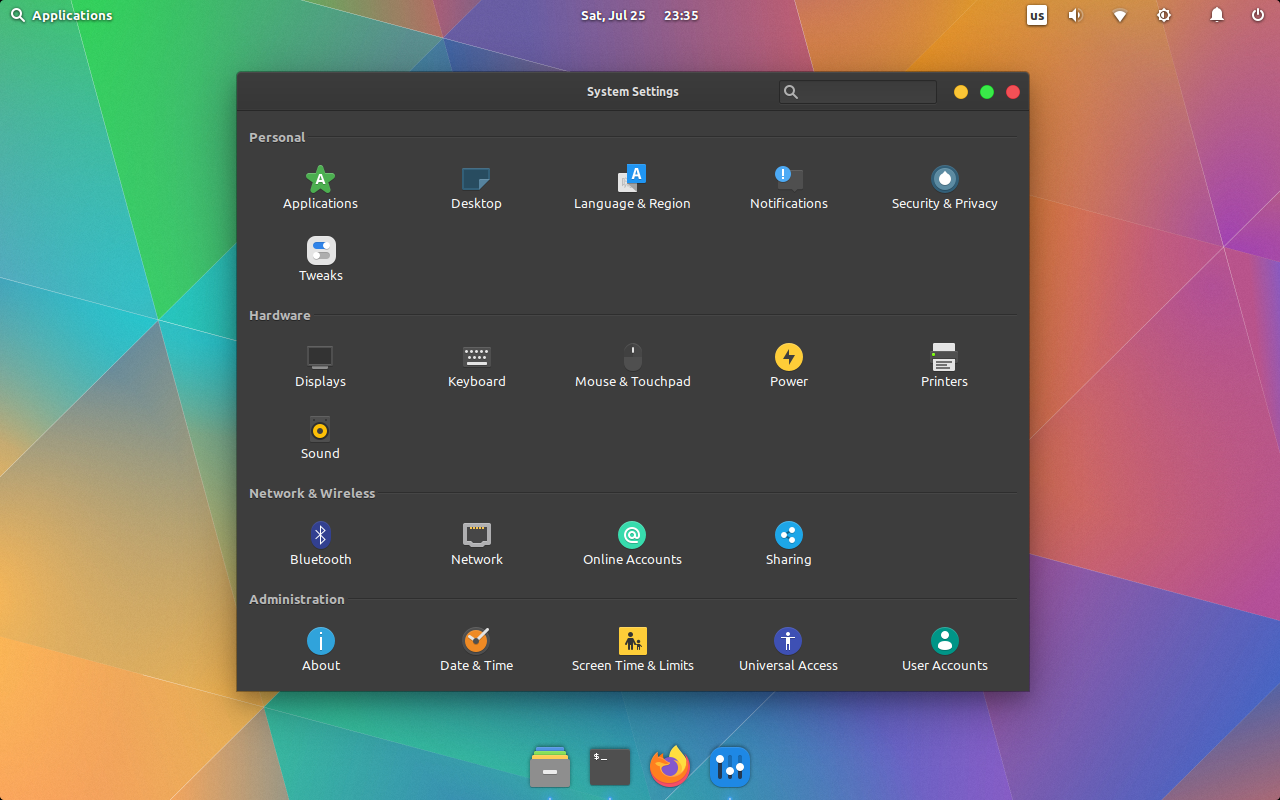 Applications
Sat, Jul 25 23:35
us
System Settings
Personal
A
A
!
Applications
Desktop
Language & Region
Notifications
Security & Privacy
Tweaks
Hardware
Displays
Keyboard
Mouse & Touchpad
Power
Printers
Sound
Network & Wireless
@
Bluetooth
Network
Online Accounts
Sharing
Administration
i
About
Date & Time
Screen Time & Limits
Universal Access
User Accounts
$_